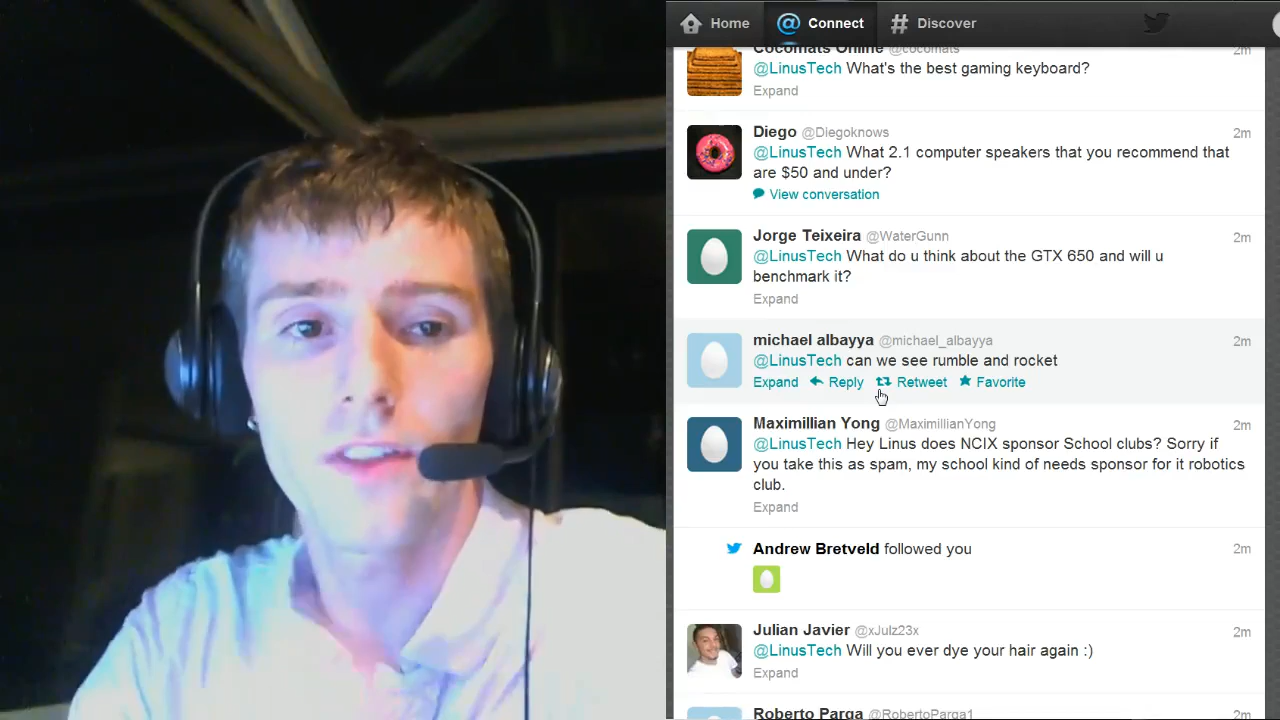 Home
Connect
Discover
Cocomats Online @cocomats
2m
@LinusTech What's the best gaming keyboard?
Expand
Diego @Diegoknows
2m
@LinusTech What 2.1 computer speakers that you recommend that
are $50 and under?
View conversation
Jorge Teixeira @WaterGunn
2m
@LinusTech What do u think about the GTX 650 and will u
benchmark it?
Expand
michael albayya @michael_albayya
2m
@LinusTech can we see rumble and rocket
Expand Reply Retweet Favorite
Maximillian Yong @MaximillianYong
2m
@LinusTech Hey Linus does NCIX sponsor School clubs? Sorry if
you take this as spam, my school kind of needs sponsor for it robotics
club.
Expand
Andrew Bretveld followed you
2m
Julian Javier @xJulz23x
2m
@LinusTech Will you ever dye your hair again :)
Expand
Roberto Parga @RobertoParga1
2m